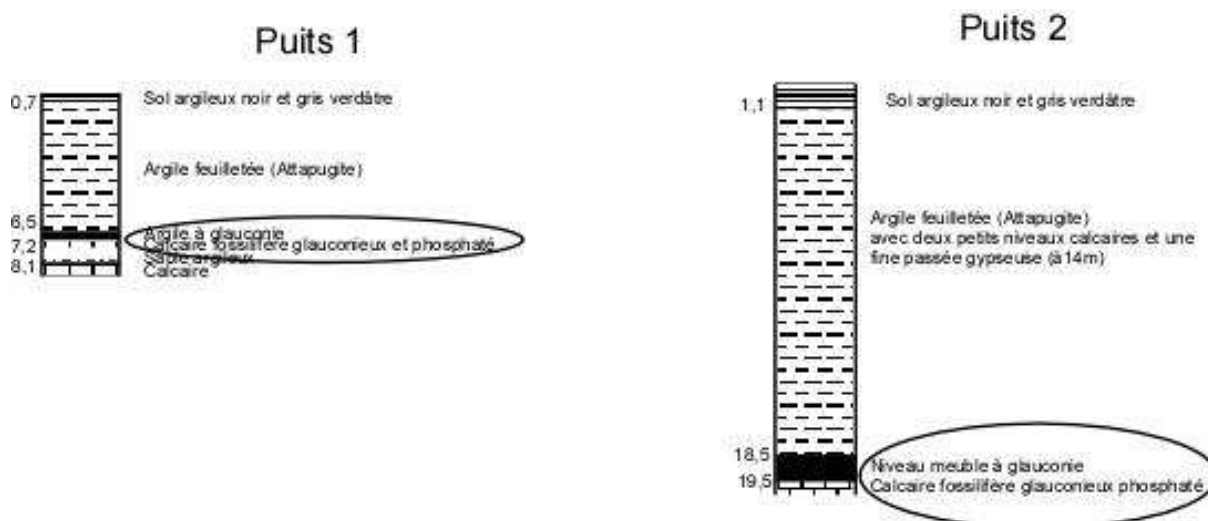 Puits 1
0,7
Sol argileux noir et gris verdâtre
Argile feuilletée (Attapugite)
6,5
Argile à glauconie
7,2
Calcaire fossilifère glauconieux et phosphaté
Sable argileux
8,1
Calcaire
Puits 2
1,1
Sol argileux noir et gris verdâtre
Argile feuilletée (Attapugite)
avec deux petits niveaux calcaires et une
fine passée gypseuse (à 14m)
18,5
Niveau meuble à glauconie
19,5
Calcaire fossilifère glauconieux phosphaté